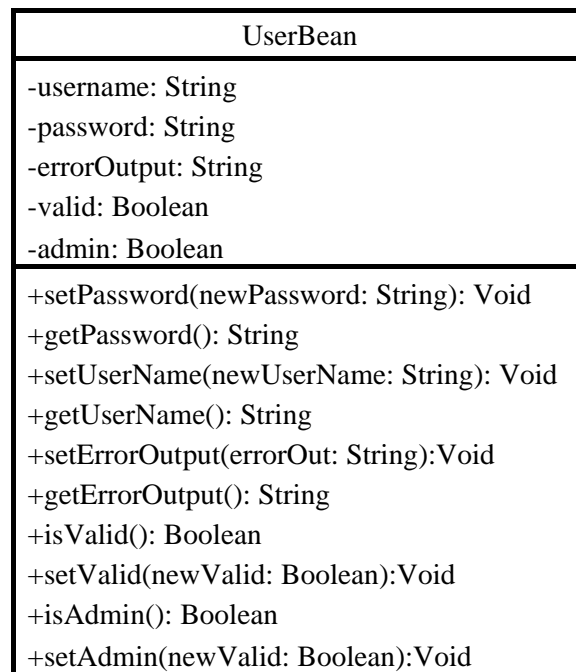 UserBean
-username: String
-password: String
-errorOutput: String
-valid: Boolean
-admin: Boolean
+setPassword(newPassword: String): Void
+getPassword(): String
+setUserName(newUserName: String): Void
+getUserName(): String
+setErrorOutput(errorOut: String):Void
+getErrorOutput(): String
+isValid(): Boolean
+setValid(newValid: Boolean):Void
+isAdmin(): Boolean
+setAdmin(newValid: Boolean):Void